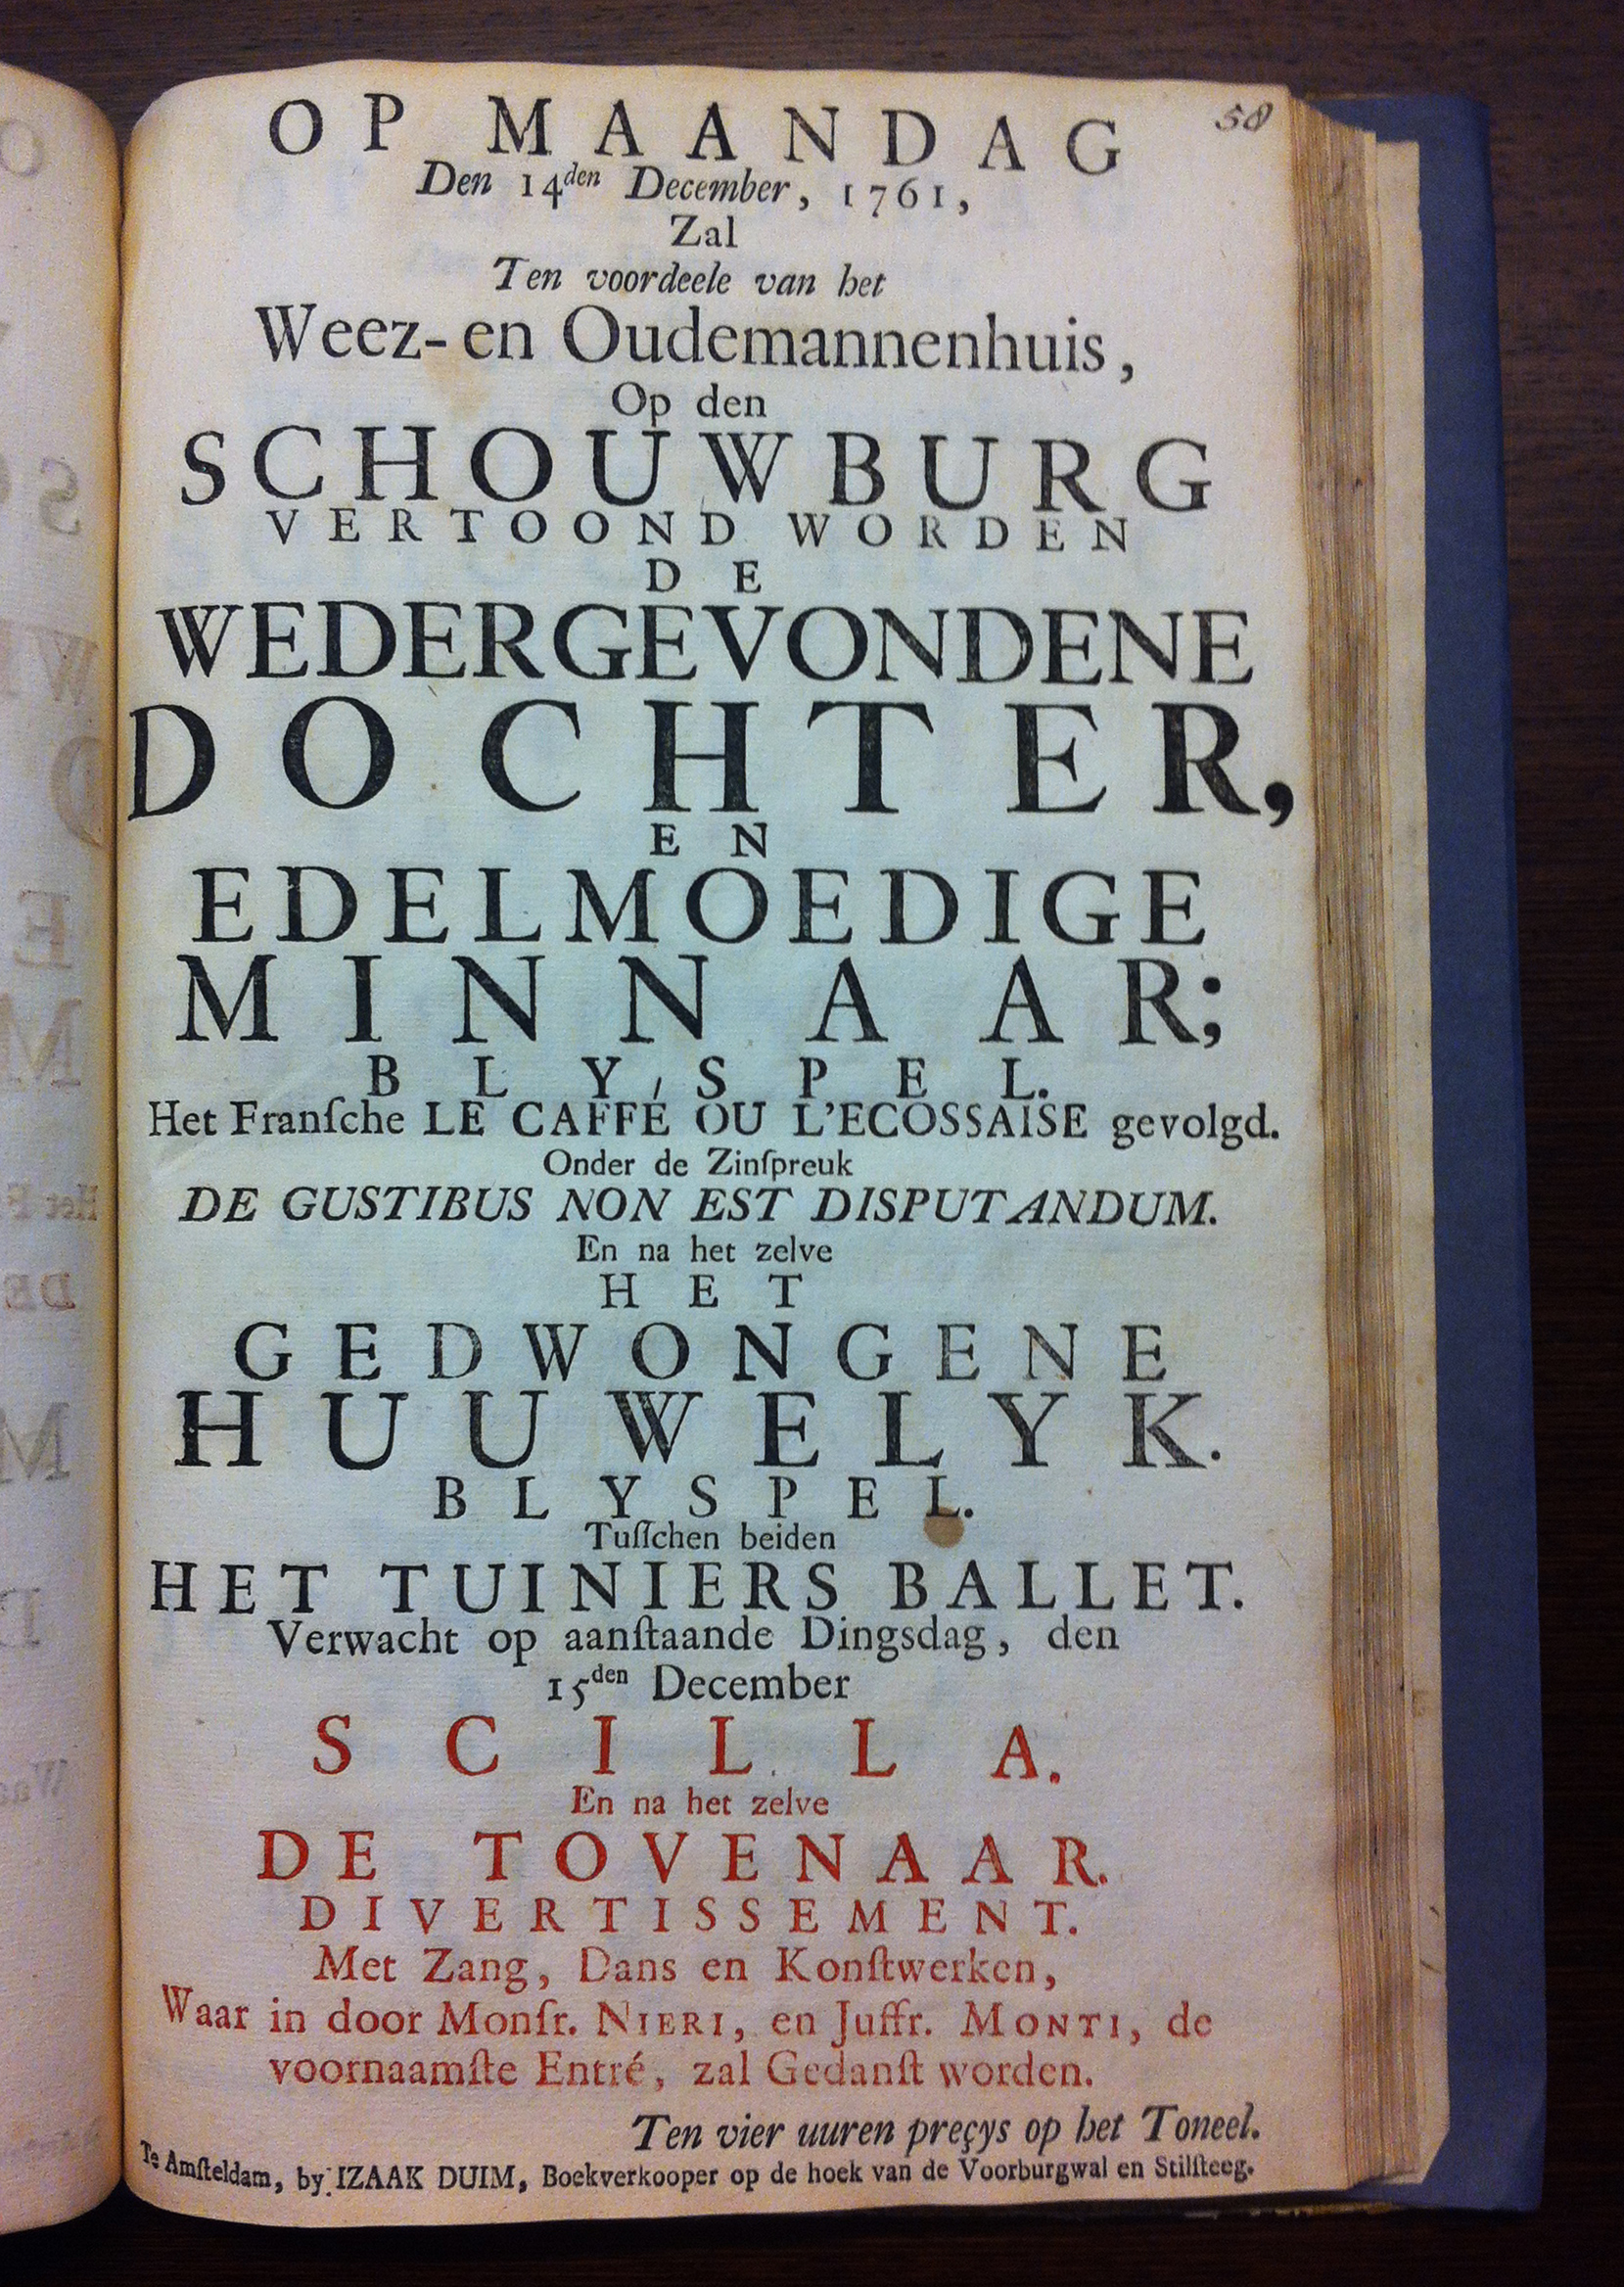 58
OP MAANDAG
Den 14den December, 1761,
Zal
Ten voordeele van het
Weez- en Oudemannenhuis,
Op den
SCHOUWBURG
VERTOOND WORDEN
DE
WEDERGEVONDENE
DOCHTER,
EN
EDELMOEDIGE
MINNAAR;
BLYSPEL.
Het Franſche LE CAFFÉ OU L'ECOSSAISE gevolgd.
Onder de Zinſpreuk
DE GUSTIBUS NON EST DISPUTANDUM.
En na het zelve
HET
GEDWONGENE
HUUWELYK.
BLYSPEL.
Tuſſchen beiden
HET TUINIERS BALLET.
Verwacht op aanſtaande Dingsdag, den
15den December
SCILLA.
En na het zelve
DE TOVENAAR.
DIVERTISSEMENT.
Met Zang, Dans en Konſtwerken,
Waar in door Monſr. NIERI, en Juffr. MONTI, de
voornaamſte Entré, zal Gedanſt worden.
Ten vier uuren preçys op het Toneel.
Te Amſteldam, by IZAAK DUIM, Boekverkooper op de hoek van de Voorburgwal en Stilſteeg.